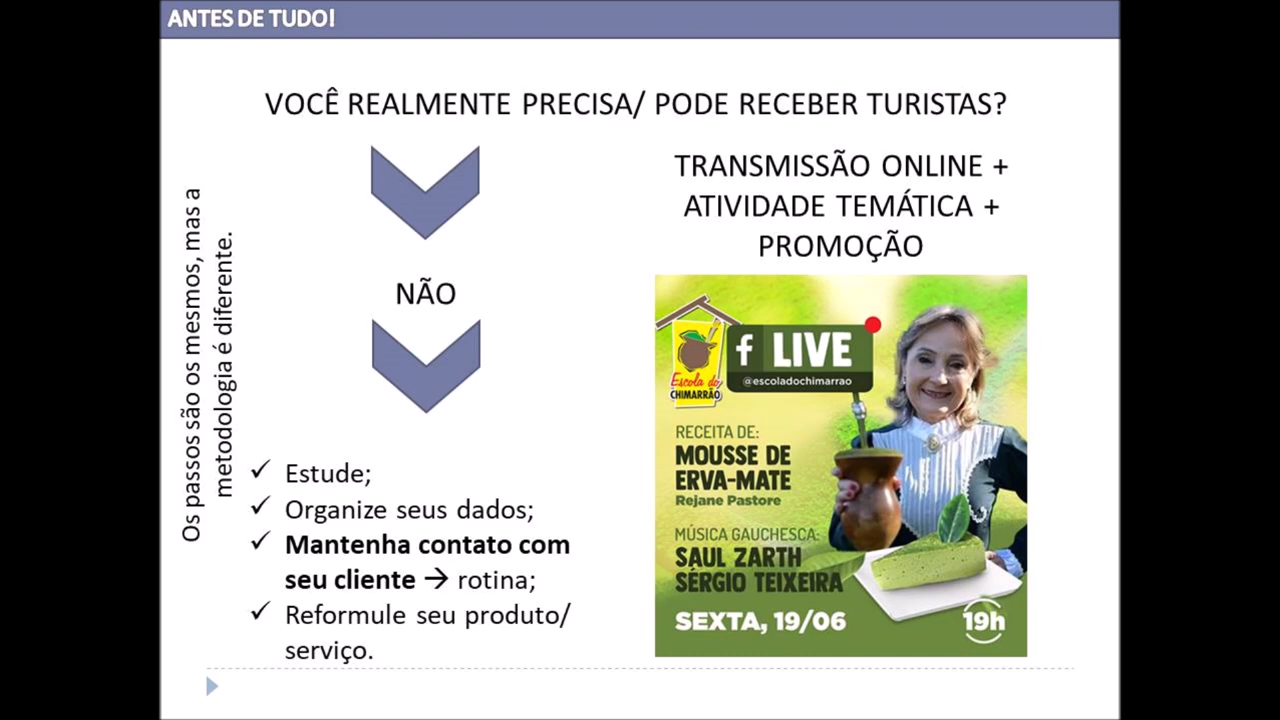 ANTES DE TUDO!
VOCÊ REALMENTE PRECISA/ PODE RECEBER TURISTAS?
Os passos são os mesmos, mas a
metodologia é diferente.
NÃO
✓ Estude;
✓ Organize seus dados;
✓ Mantenha contato com
seu cliente → rotina;
✓ Reformule seu produto/
serviço.
TRANSMISSÃO ONLINE +
ATIVIDADE TEMÁTICA +
PROMOÇÃO
Escola do
CHIMARRÃO
f LIVE
@escoladochimarrao
RECEITA DE:
MOUSSE DE
ERVA-MATE
Rejane Pastore
MÚSICA GAUCHESCA:
SAUL ZARTH
SÉRGIO TEIXEIRA
SEXTA, 19/06
19h